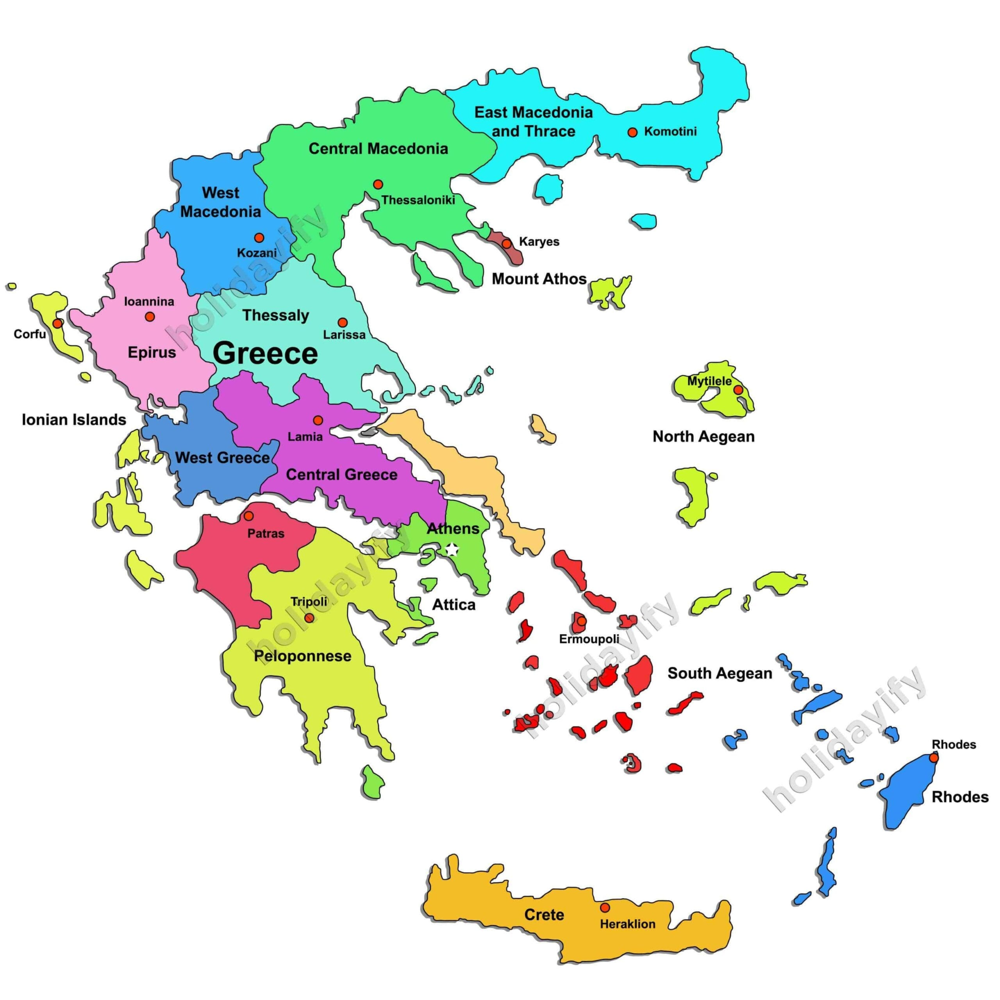 East Macedonia
and Thrace
Komotini
Central Macedonia
Thessaloniki
West
Macedonia
Kozani
Karyes
Mount Athos
Ioannina
Epirus
Corfu
Thessaly
Larissa
Greece
Mytilele
North Aegean
Ionian Islands
Lamia
West Greece
Central Greece
Patras
Athens
Attica
Tripoli
Peloponnese
Ermoupoli
South Aegean
Rhodes
Rhodes
Crete
Heraklion
holidayify
holidayify
holidayify
holidayify